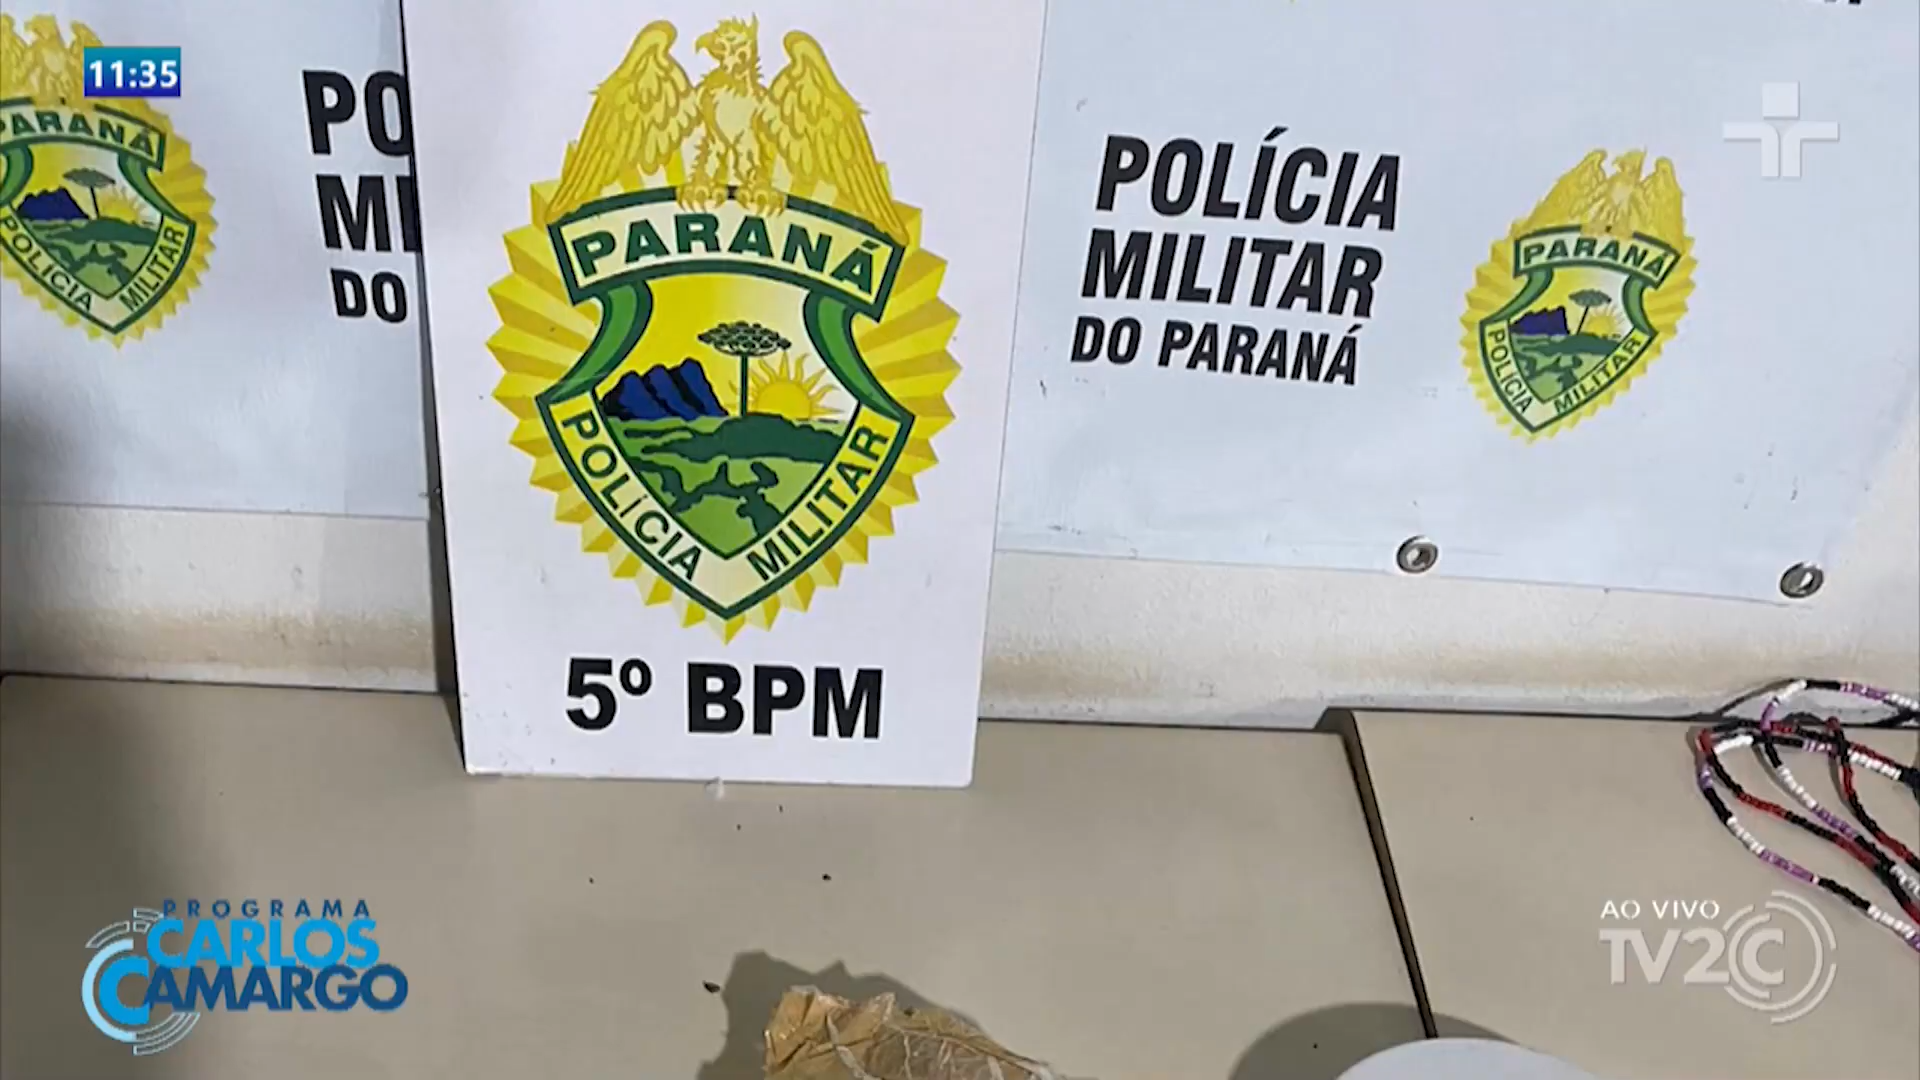 11:35
PARANÁ
POLÍCIA MILITAR
PO
MI
DO
PARANÁ
POLÍCIA MILITAR
5º BPM
POLÍCIA
MILITAR
DO PARANÁ
PARANÁ
POLÍCIA MILITAR
PROGRAMA
CARLOS
CAMARGO
AO VIVO
TV2C